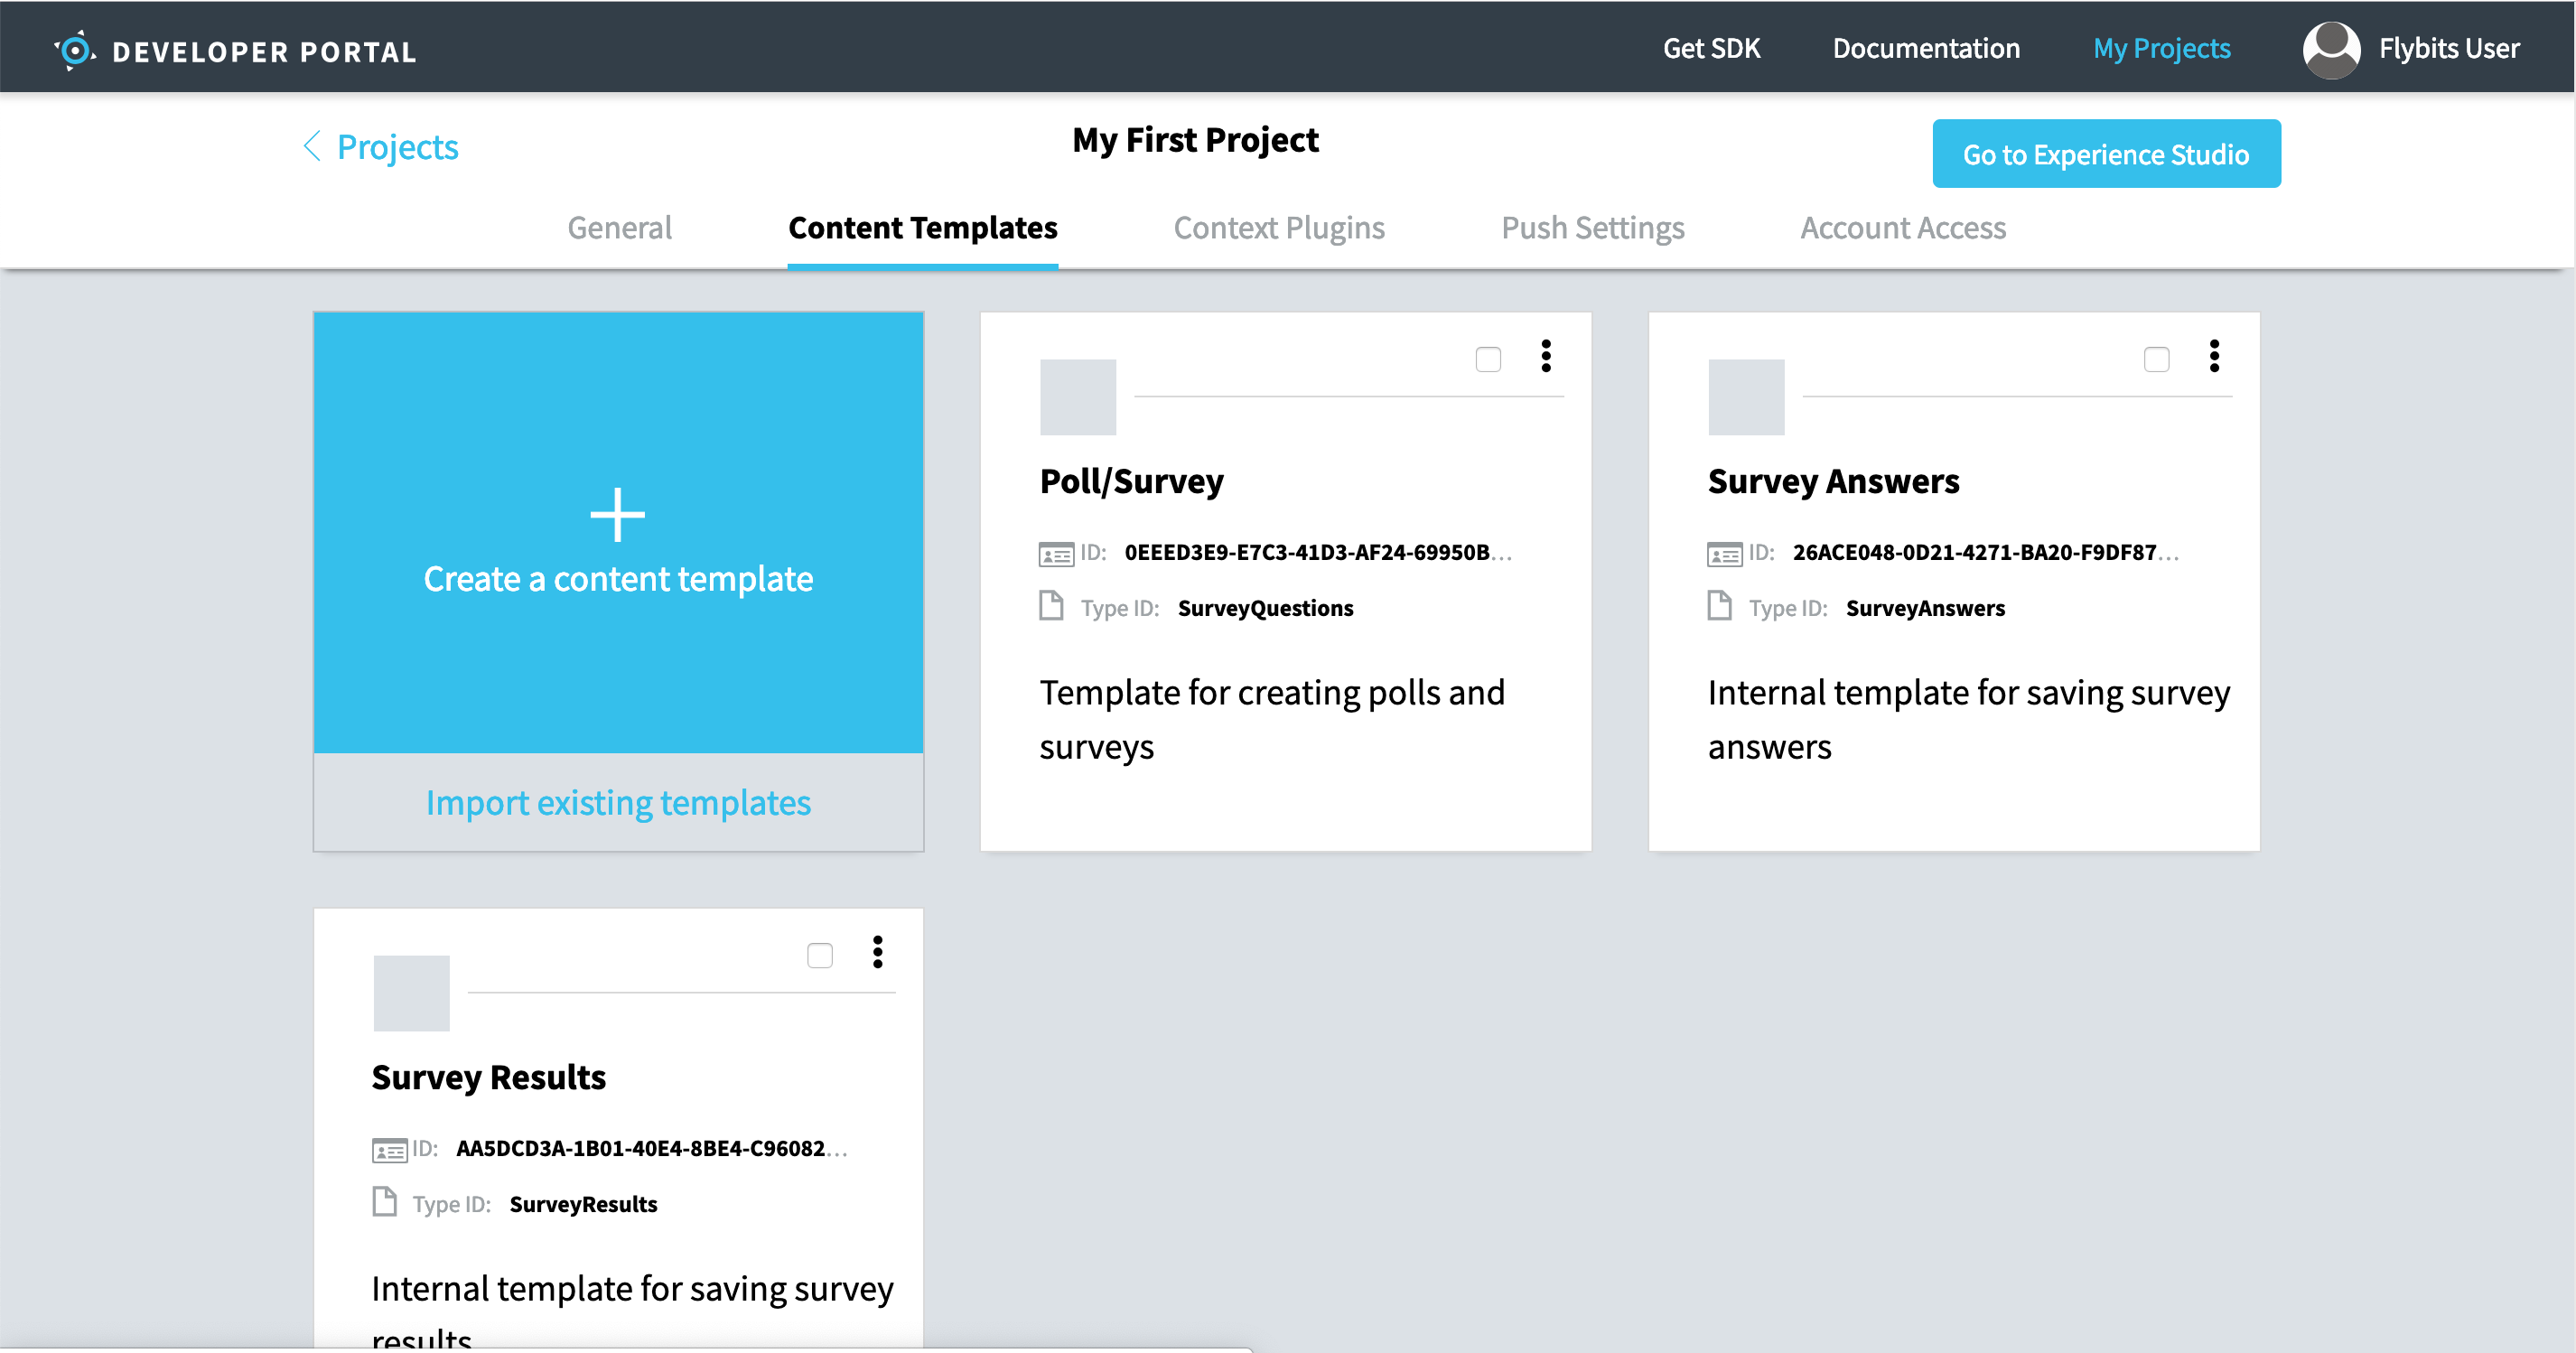 DEVELOPER PORTAL
Get SDK
Documentation
My Projects
Flybits User
Projects
My First Project
Go to Experience Studio
General
Content Templates
Context Plugins
Push Settings
Account Access
Create a content template
Import existing templates
Poll/Survey
ID: 0EEED3E9-E7C3-41D3-AF24-69950B...
Type ID: SurveyQuestions
Template for creating polls and
surveys
Survey Answers
ID: 26ACE048-0D21-4271-BA20-F9DF87...
Type ID: SurveyAnswers
Internal template for saving survey
answers
Survey Results
ID: AA5DCD3A-1B01-40E4-8BE4-C96082...
Type ID: SurveyResults
Internal template for saving survey
results